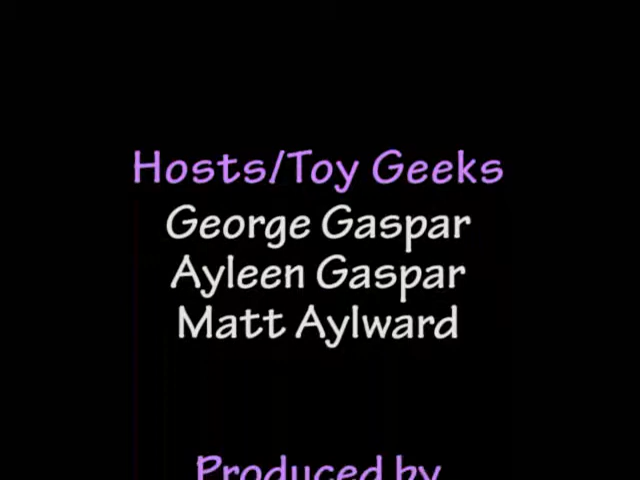 Hosts/Toy Geeks
George Gaspar
Ayleen Gaspar
Matt Aylward
Produced by